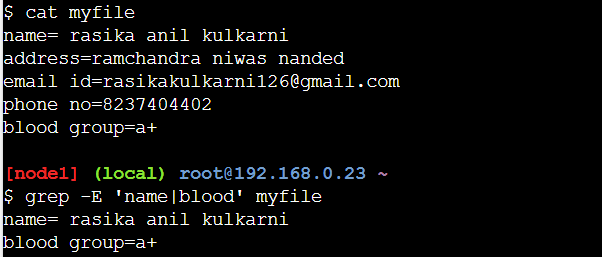 $ cat myfile
name= rasika anil kulkarni
address=ramchandra niwas nanded
email id=rasikakulkarni126@gmail.com
phone no=8237404402
blood group=a+
[node1] (local) root@192.168.0.23 ~
$ grep -E 'name|blood' myfile
name= rasika anil kulkarni
blood group=a+